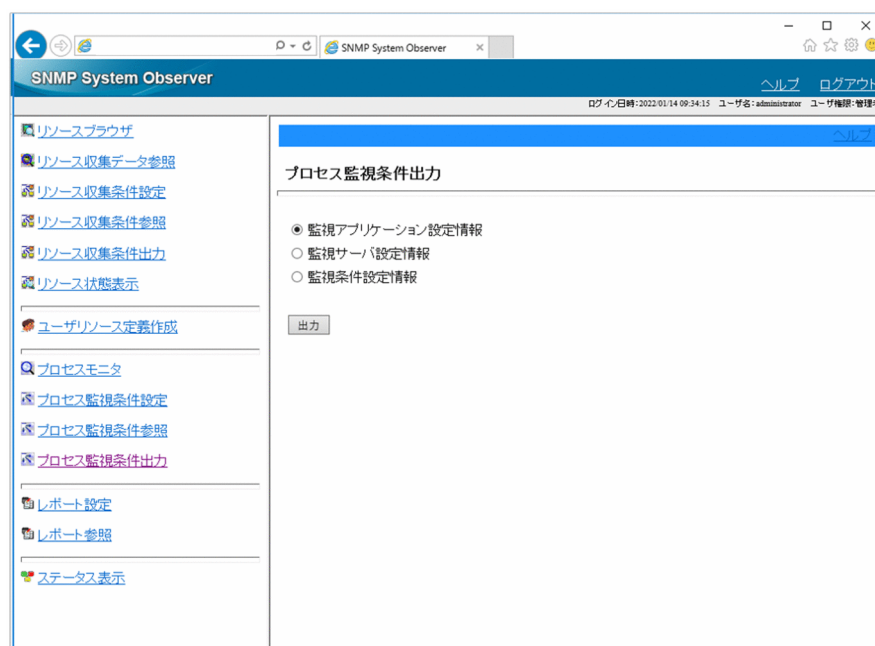 SNMP System Observer
SNMP System Observer
ヘルプ ログアウト
ログイン日時:2022/01/14 09:34:15 ユーザ名:administrator ユーザ権限:管理
ヘルプ
リソースブラウザ
リソース収集データ参照
リソース収集条件設定
リソース収集条件参照
リソース収集条件出力
リソース状態表示
ユーザリソース定義作成
プロセスモニタ
プロセス監視条件設定
プロセス監視条件参照
プロセス監視条件出力
レポート設定
レポート参照
ステータス表示
プロセス監視条件出力
監視アプリケーション設定情報
監視サーバ設定情報
監視条件設定情報
出力